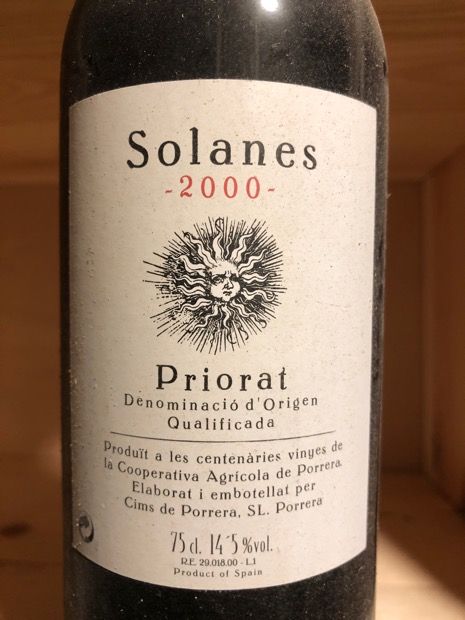 Solanes
-2000-
Priorat
Denominació d'Origen
Qualificada
Produït a les centenàries vinyes de
la Cooperativa Agrícola de Porrera.
Elaborat i embotellat per
Cims de Porrera, SL. Porrera
75 cl. 14´5 %vol.
R.E. 29.018.00 - L.1
Product of Spain